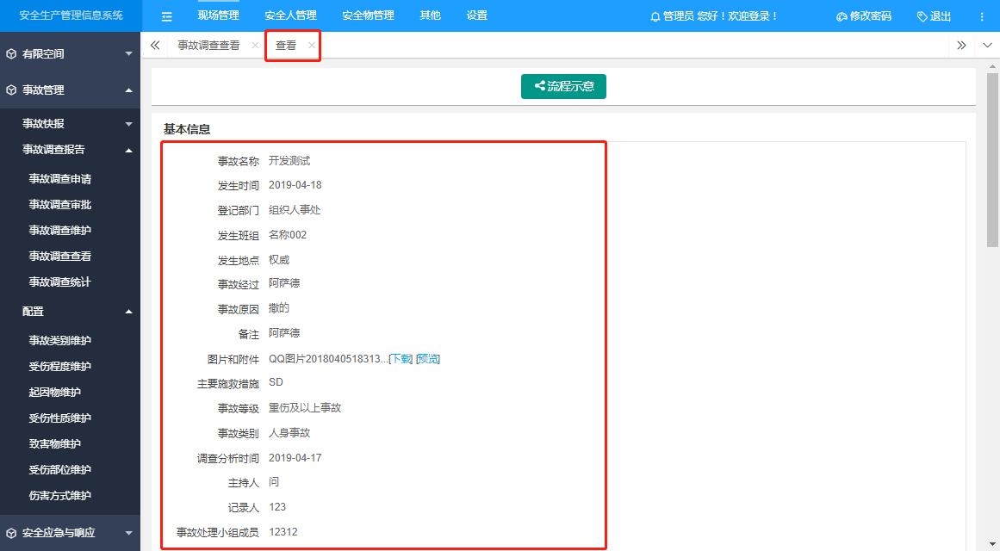 安全生产管理信息系统
现场管理 安全人管理 安全物管理 其他 设置 管理员 您好！欢迎登录！ 修改密码 退出
事故调查查看 查看
有限空间
事故管理
事故快报
事故调查报告
事故调查申请
事故调查审批
事故调查维护
事故调查查看
事故调查统计
配置
事故类别维护
受伤程度维护
起因物维护
受伤性质维护
致害物维护
受伤部位维护
伤害方式维护
安全应急与响应
流程示意
基本信息
事故名称 开发测试
发生时间 2019-04-18
登记部门 组织人事处
发生班组 名称002
发生地点 权威
事故经过 阿萨德
事故原因 撒的
备注 阿萨德
图片和附件 QQ图片2018040518313...[下载] [预览]
主要施救措施 SD
事故等级 重伤及以上事故
事故类别 人身事故
调查分析时间 2019-04-17
主持人 问
记录人 123
事故处理小组成员 12312